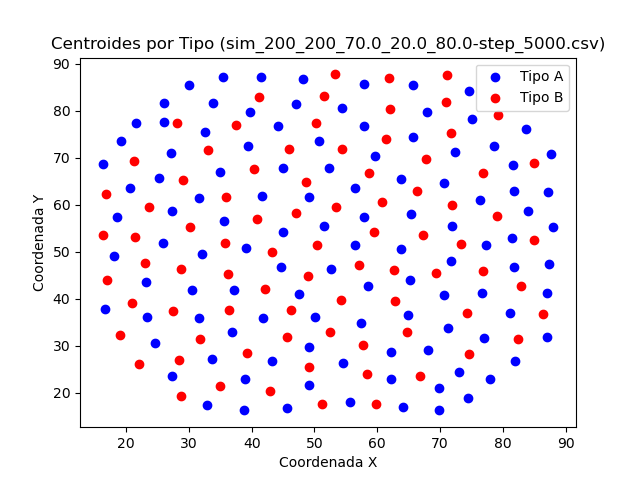 Centroides por Tipo (sim_200_200_70.0_20.0_80.0-step_5000.csv)
Tipo A
Tipo B
Coordenada Y
90
80
70
60
50
40
30
20
20 30 40 50 60 70 80 90
Coordenada X